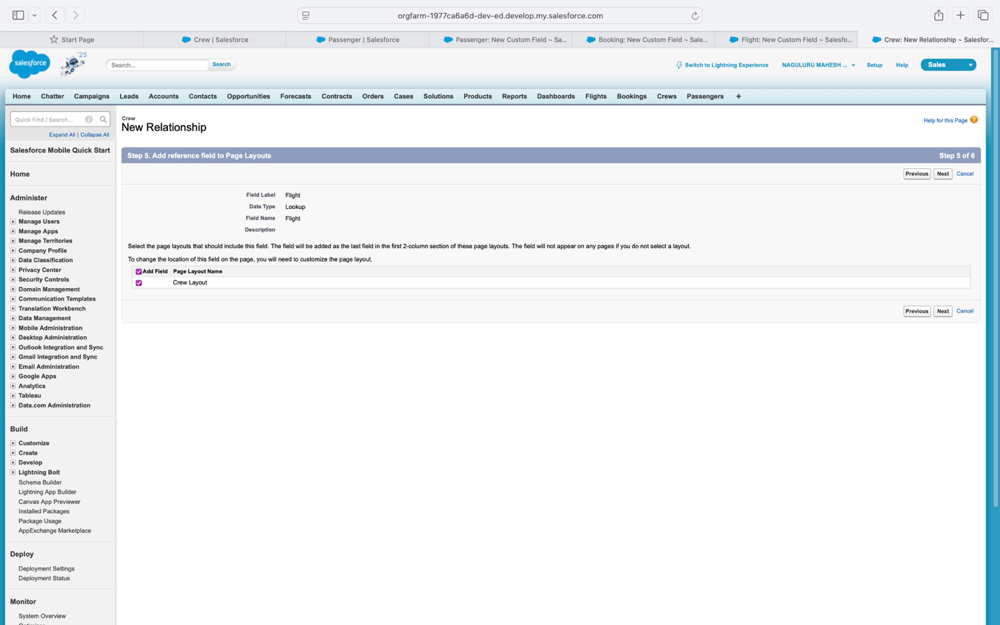 orgfarm-1977ca6a6d-dev-ed.develop.my.salesforce.com
Start Page
Crew | Salesforce
Passenger | Salesforce
Passenger: New Custom Field ~ Sa...
Booking: New Custom Field ~ Sale...
Flight: New Custom Field ~ Salesfo...
Crew: New Relationship ~ Salesfor...
salesforce
'25
Search...
Search
Switch to Lightning Experience
NAGULURU MAHESH ...
Setup
Help
Sales
Home
Chatter
Campaigns
Leads
Accounts
Contacts
Opportunities
Forecasts
Contracts
Orders
Cases
Solutions
Products
Reports
Dashboards
Flights
Bookings
Crews
Passengers
+
Quick Find / Search...
Expand All | Collapse All
Salesforce Mobile Quick Start
Home
Administer
Release Updates
Manage Users
Manage Apps
Manage Territories
Company Profile
Data Classification
Privacy Center
Security Controls
Domain Management
Communication Templates
Translation Workbench
Data Management
Mobile Administration
Desktop Administration
Outlook Integration and Sync
Gmail Integration and Sync
Email Administration
Google Apps
Analytics
Tableau
Data.com Administration
Build
Customize
Create
Develop
Lightning Bolt
Schema Builder
Lightning App Builder
Canvas App Previewer
Installed Packages
Package Usage
AppExchange Marketplace
Deploy
Deployment Settings
Deployment Status
Monitor
System Overview
Crew
New Relationship
Help for this Page ?
Step 5. Add reference field to Page Layouts
Step 5 of 6
Previous Next Cancel
Field Label Flight
Data Type Lookup
Field Name Flight
Description
Select the page layouts that should include this field. The field will be added as the last field in the first 2-column section of these page layouts. The field will not appear on any pages if you do not select a layout.
To change the location of this field on the page, you will need to customize the page layout.
Add Field Page Layout Name
Crew Layout
Previous Next Cancel